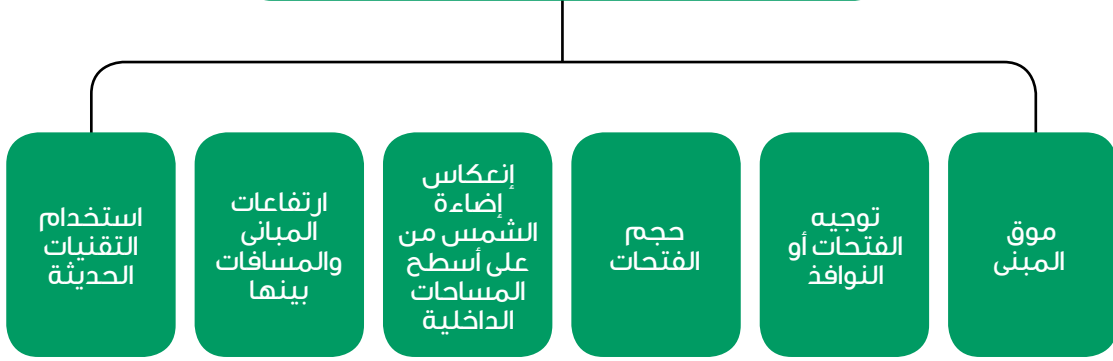 موق
المبنى
توجيه
الفتحات أو
النوافذ
حجم
الفتحات
إنعكاس
إضاءة
الشمس من
على أسطح
المساحات
الداخلية
ارتفاعات
المبانى
والمسافات
بينها
استخدام
التقنيات
الحديثة